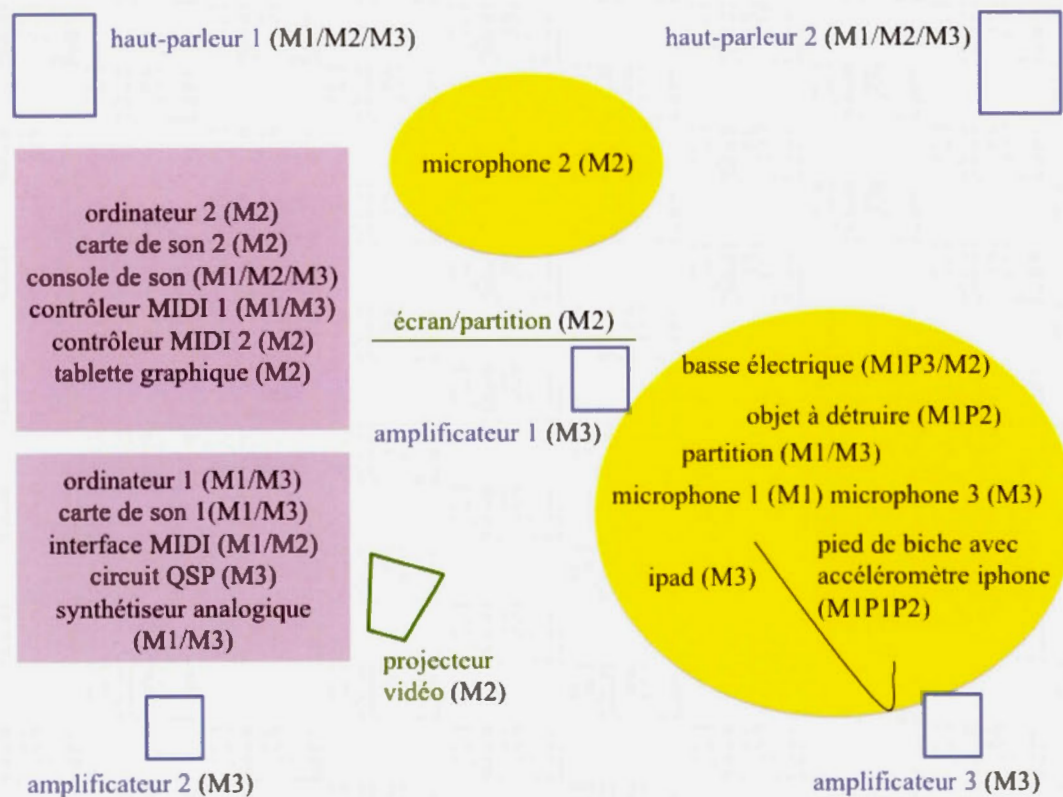 haut-parleur 1 (M1/M2/M3)
haut-parleur 2 (M1/M2/M3)
microphone 2 (M2)
ordinateur 2 (M2)
carte de son 2 (M2)
console de son (M1/M2/M3)
contrôleur MIDI 1 (M1/M3)
contrôleur MIDI 2 (M2)
tablette graphique (M2)
écran/partition (M2)
amplificateur 1 (M3)
basse électrique (M1P3/M2)
objet à détruire (M1P2)
partition (M1/M3)
microphone 1 (M1) microphone 3 (M3)
ipad (M3)
pied de biche avec
accéléromètre iphone
(M1P1P2)
ordinateur 1 (M1/M3)
carte de son 1(M1/M3)
interface MIDI (M1/M2)
circuit QSP (M3)
synthétiseur analogique
(M1/M3)
projecteur
vidéo (M2)
amplificateur 2 (M3)
amplificateur 3 (M3)